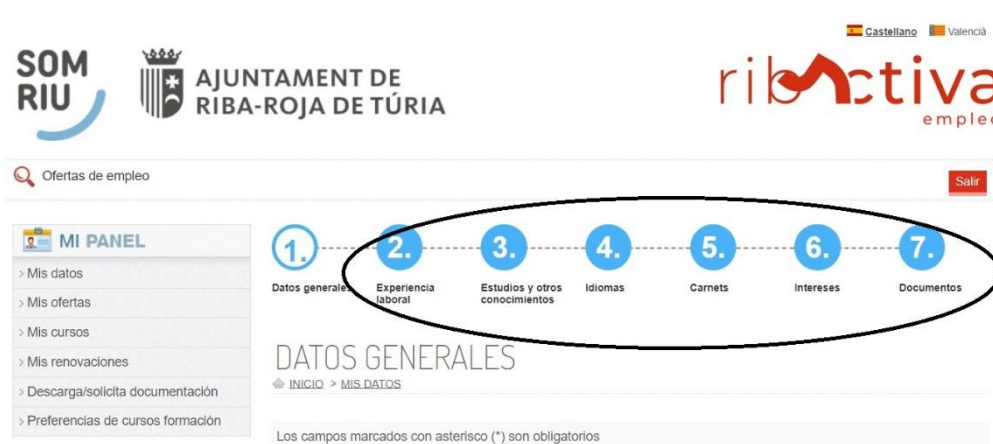 Castellano Valencià
SOM
RIU
AJUNTAMENT DE
RIBA-ROJA DE TÚRIA
ribactiva
empleo
Ofertas de empleo
Salir
MI PANEL
> Mis datos
> Mis ofertas
> Mis cursos
> Mis renovaciones
> Descarga/solicita documentación
> Preferencias de cursos formación
1. 2. 3. 4. 5. 6. 7.
Datos generales Experiencia Estudios y otros Idiomas Carnets Intereses Documentos
laboral conocimientos
DATOS GENERALES
INICIO > MIS DATOS
Los campos marcados con asterisco (*) son obligatorios